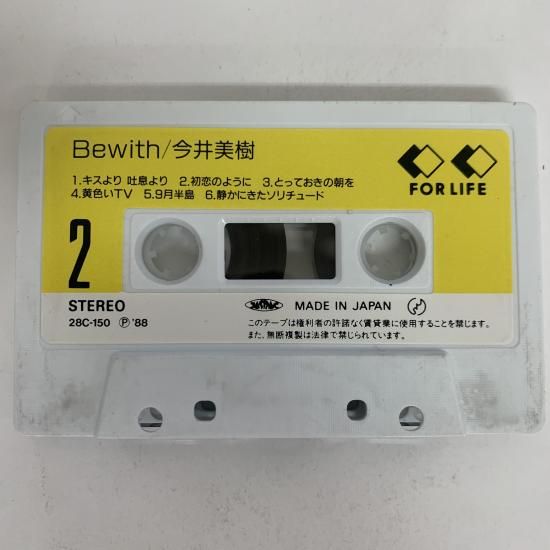 Bewith/今井美樹
1.キスより 吐息より 2.初恋のように 3.とっておきの朝を
4.黄色いTV 5.9月半島 6.静かにきたソリチュード
FOR LIFE
2
STEREO
28C-150 Ⓟ'88
MADE IN JAPAN
このテープは権利者の許諾なく賃貸業に使用することを禁じます。
また、無断複製は法律で禁じられています。